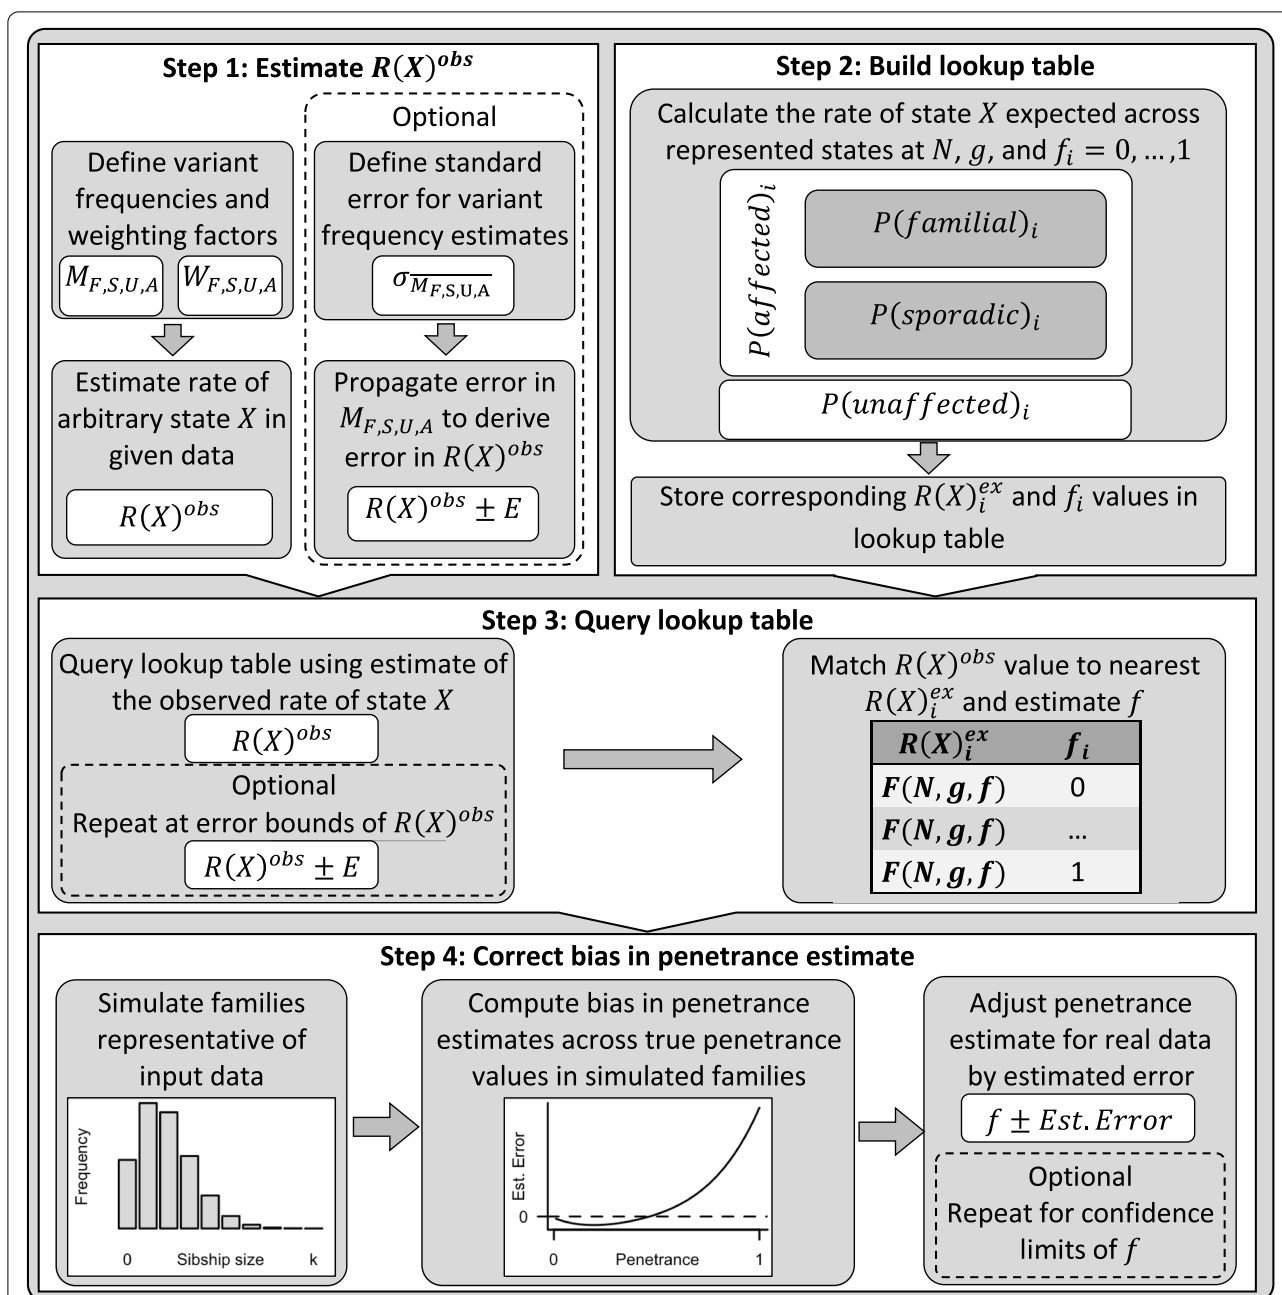 Step 1: Estimate R(X)^obs
Define variant
frequencies and
weighting factors
M_F,S,U,A W_F,S,U,A
Estimate rate of
arbitrary state X in
given data
R(X)^obs
Optional
Define standard
error for variant
frequency estimates
σ_M̅_F,S,U,A
Propagate error in
M_F,S,U,A to derive
error in R(X)^obs
R(X)^obs ± E
Step 2: Build lookup table
Calculate the rate of state X expected across
represented states at N, g, and f_i = 0, …,1
P(affected)_i
P(familial)_i
P(sporadic)_i
P(unaffected)_i
Store corresponding R(X)_i^ex and f_i values in
lookup table
Step 3: Query lookup table
Query lookup table using estimate of
the observed rate of state X
R(X)^obs
Optional
Repeat at error bounds of R(X)^obs
R(X)^obs ± E
Match R(X)^obs value to nearest
R(X)_i^ex and estimate f
R(X)_i^ex f_i
F(N, g, f) 0
F(N, g, f) …
F(N, g, f) 1
Step 4: Correct bias in penetrance estimate
Simulate families
representative of
input data
Frequency
0 Sibship size k
Compute bias in penetrance
estimates across true penetrance
values in simulated families
Est. Error
0
0 Penetrance 1
Adjust penetrance
estimate for real data
by estimated error
f ± Est. Error
Optional
Repeat for confidence
limits of f